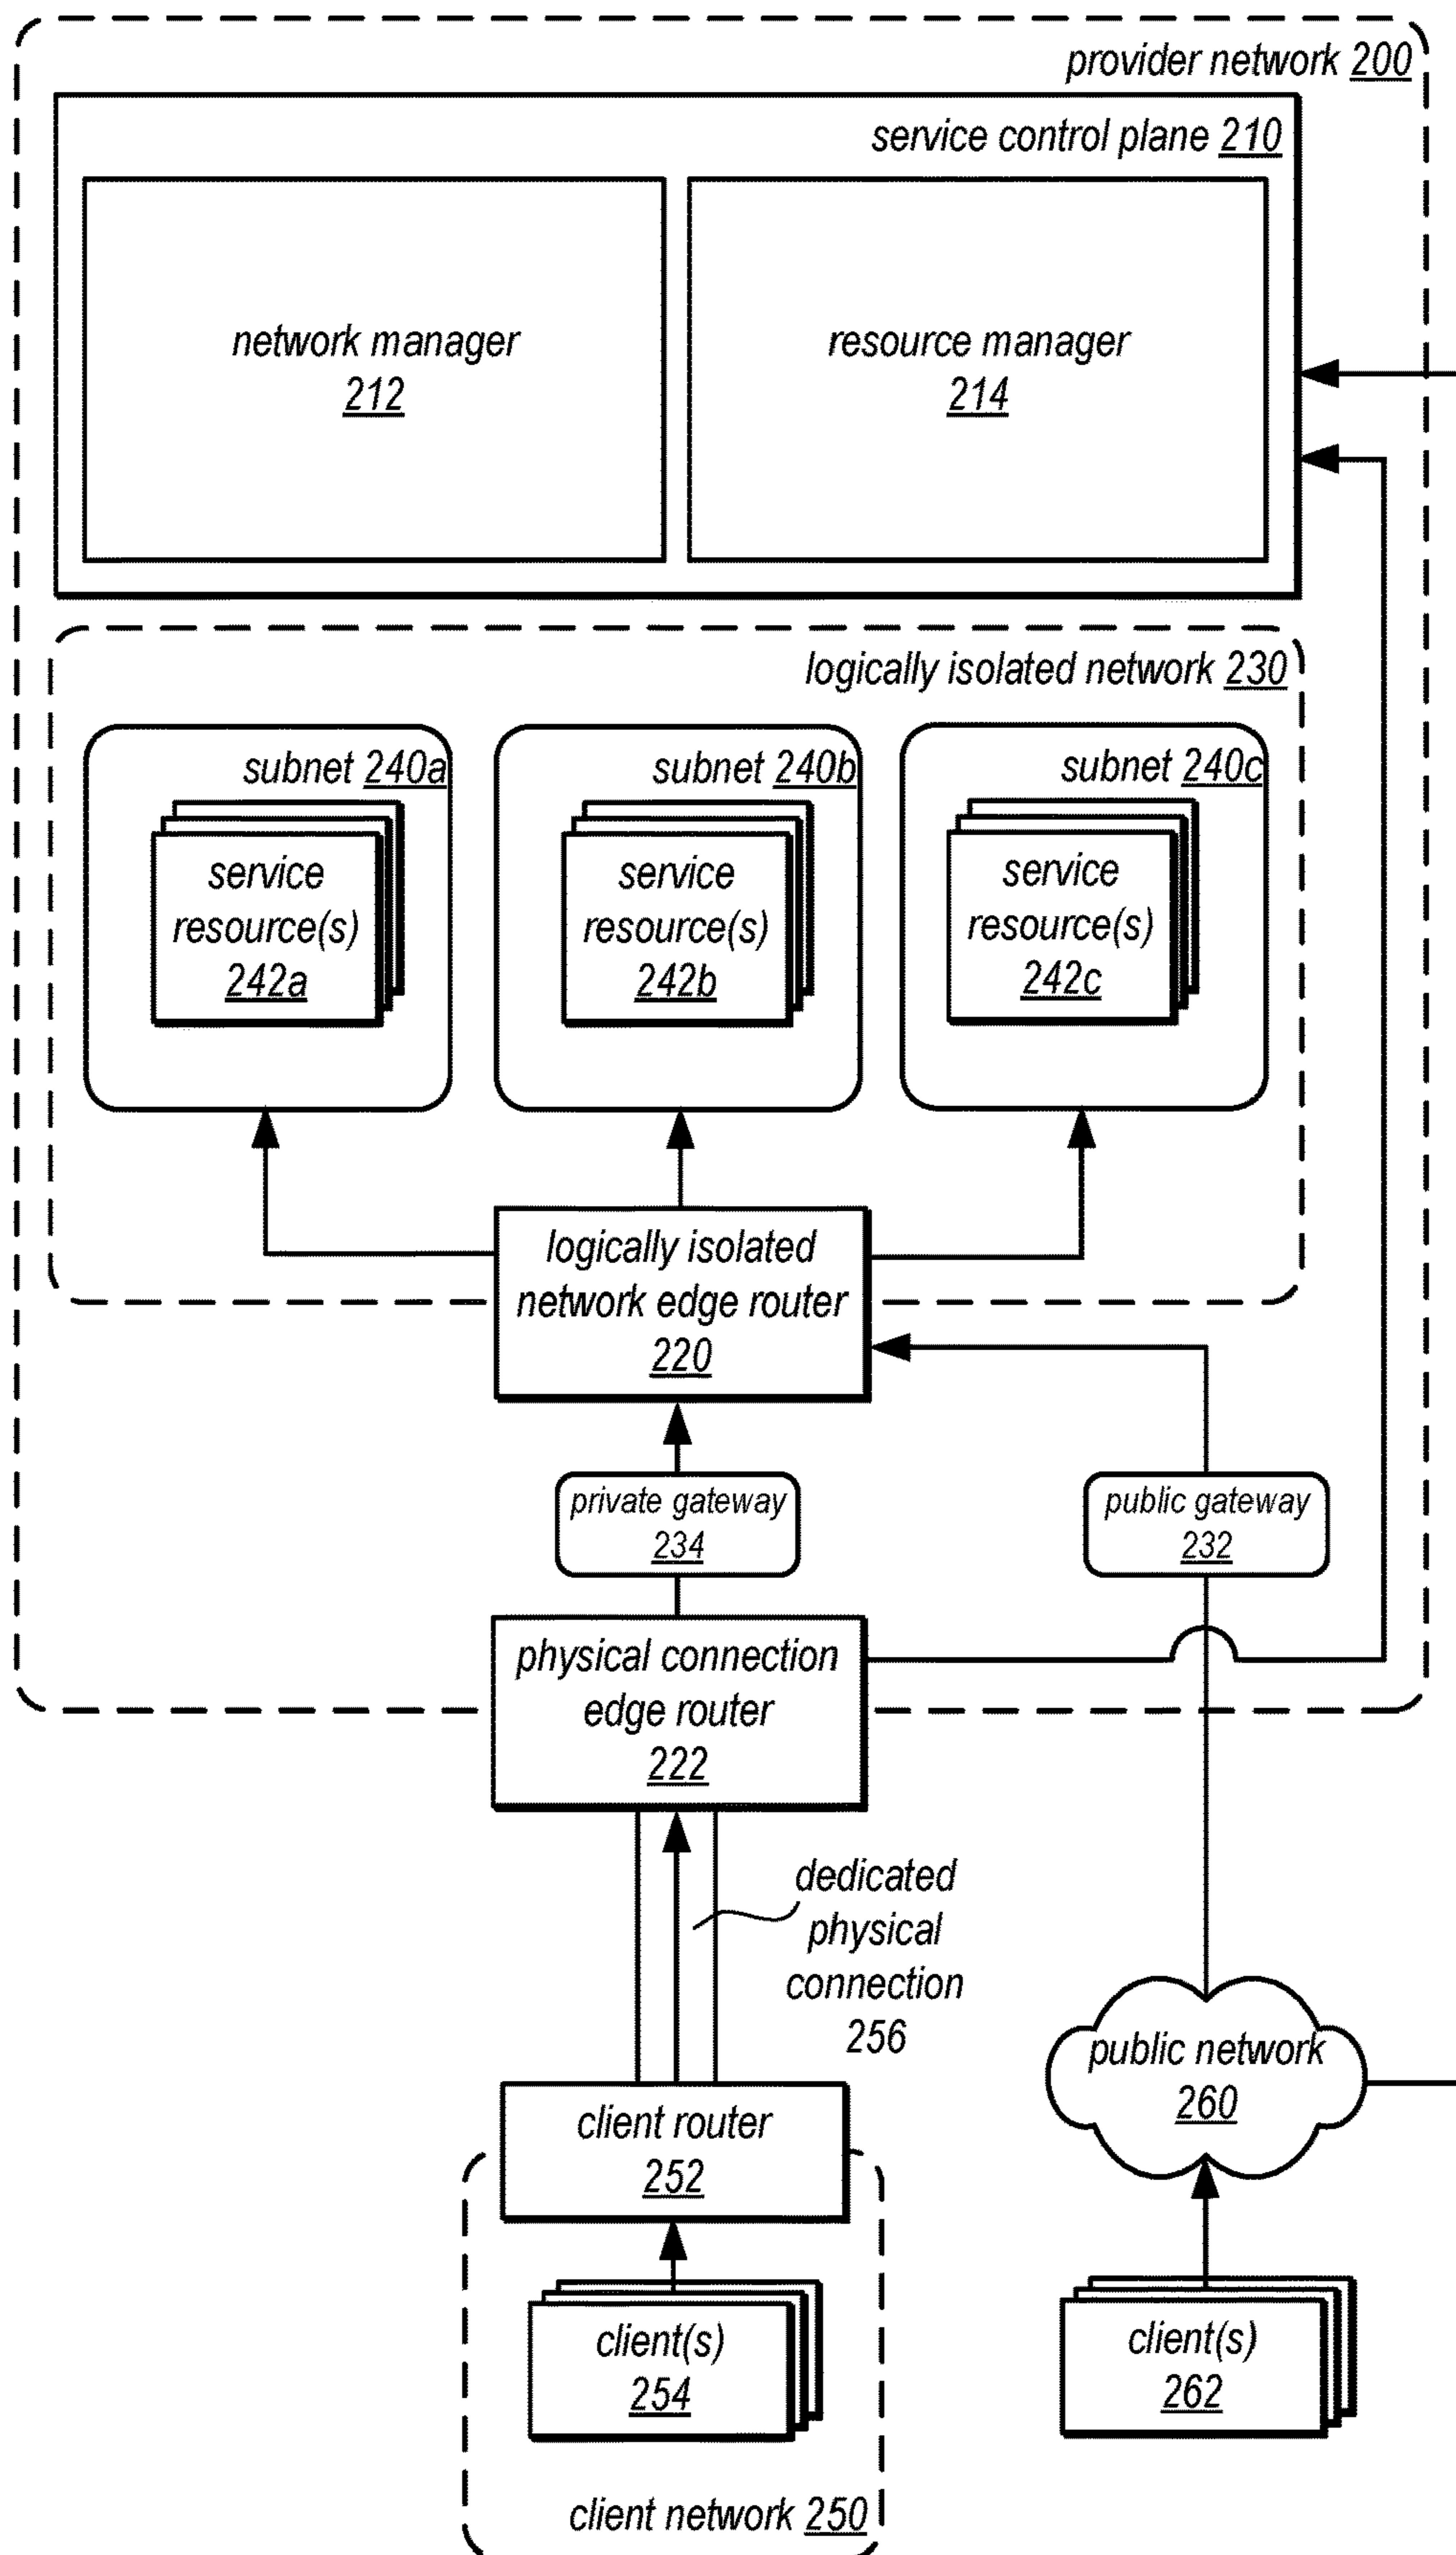 provider network 200
service control plane 210
network manager
212
resource manager
214
logically isolated network 230
subnet 240a
service
resource(s)
242a
subnet 240b
service
resource(s)
242b
subnet 240c
service
resource(s)
242c
logically isolated
network edge router
220
private gateway
234
public gateway
232
physical connection
edge router
222
dedicated
physical
connection
256
public network
260
client router
252
client(s)
254
client(s)
262
client network 250